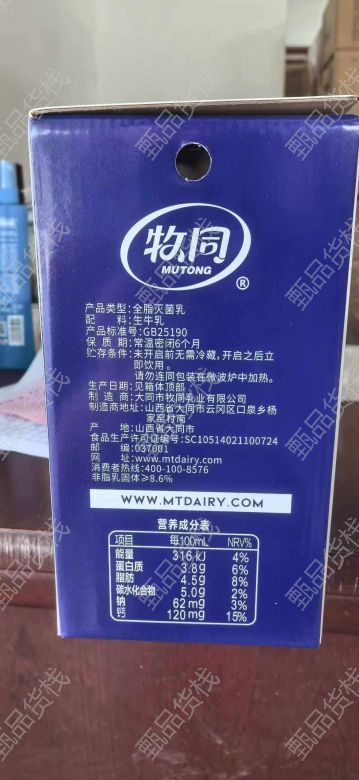 牧同
MUTONG
®
产品类型: 全脂灭菌乳
配 料: 生牛乳
产品标准号: GB25190
保 质 期: 常温密闭6个月
贮存条件: 未开启前无需冷藏，开启之后立
即饮用。
请勿连同包装在微波炉中加热。
生产日期: 见箱体顶部
制 造 商: 大同市牧同乳业有限公司
制造商地址: 山西省大同市云冈区口泉乡杨
家窑村南
产 地: 山西省大同市
食品生产许可证编号: SC10514021100724
邮 编: 037001
网 址: www.mtdairy.com
消费者热线: 400-100-8576
非脂乳固体≥8.6%
WWW.MTDAIRY.COM
营养成分表
项目 每100mL NRV%
能量 316 kJ 4%
蛋白质 3.8g 6%
脂肪 4.5g 8%
碳水化合物 5.0g 2%
钠 62mg 3%
钙 120mg 15%
甄品货栈